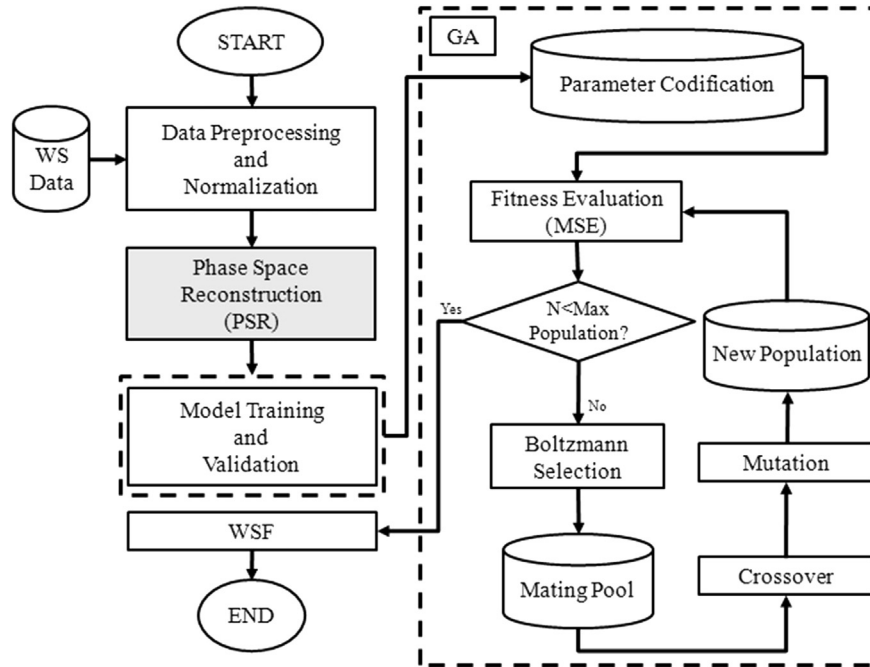 START
WS
Data
Data Preprocessing
and
Normalization
Phase Space
Reconstruction
(PSR)
Model Training
and
Validation
WSF
END
GA
Parameter Codification
Fitness Evaluation
(MSE)
N<Max
Population?
Yes
No
Boltzmann
Selection
Mating Pool
Crossover
Mutation
New Population